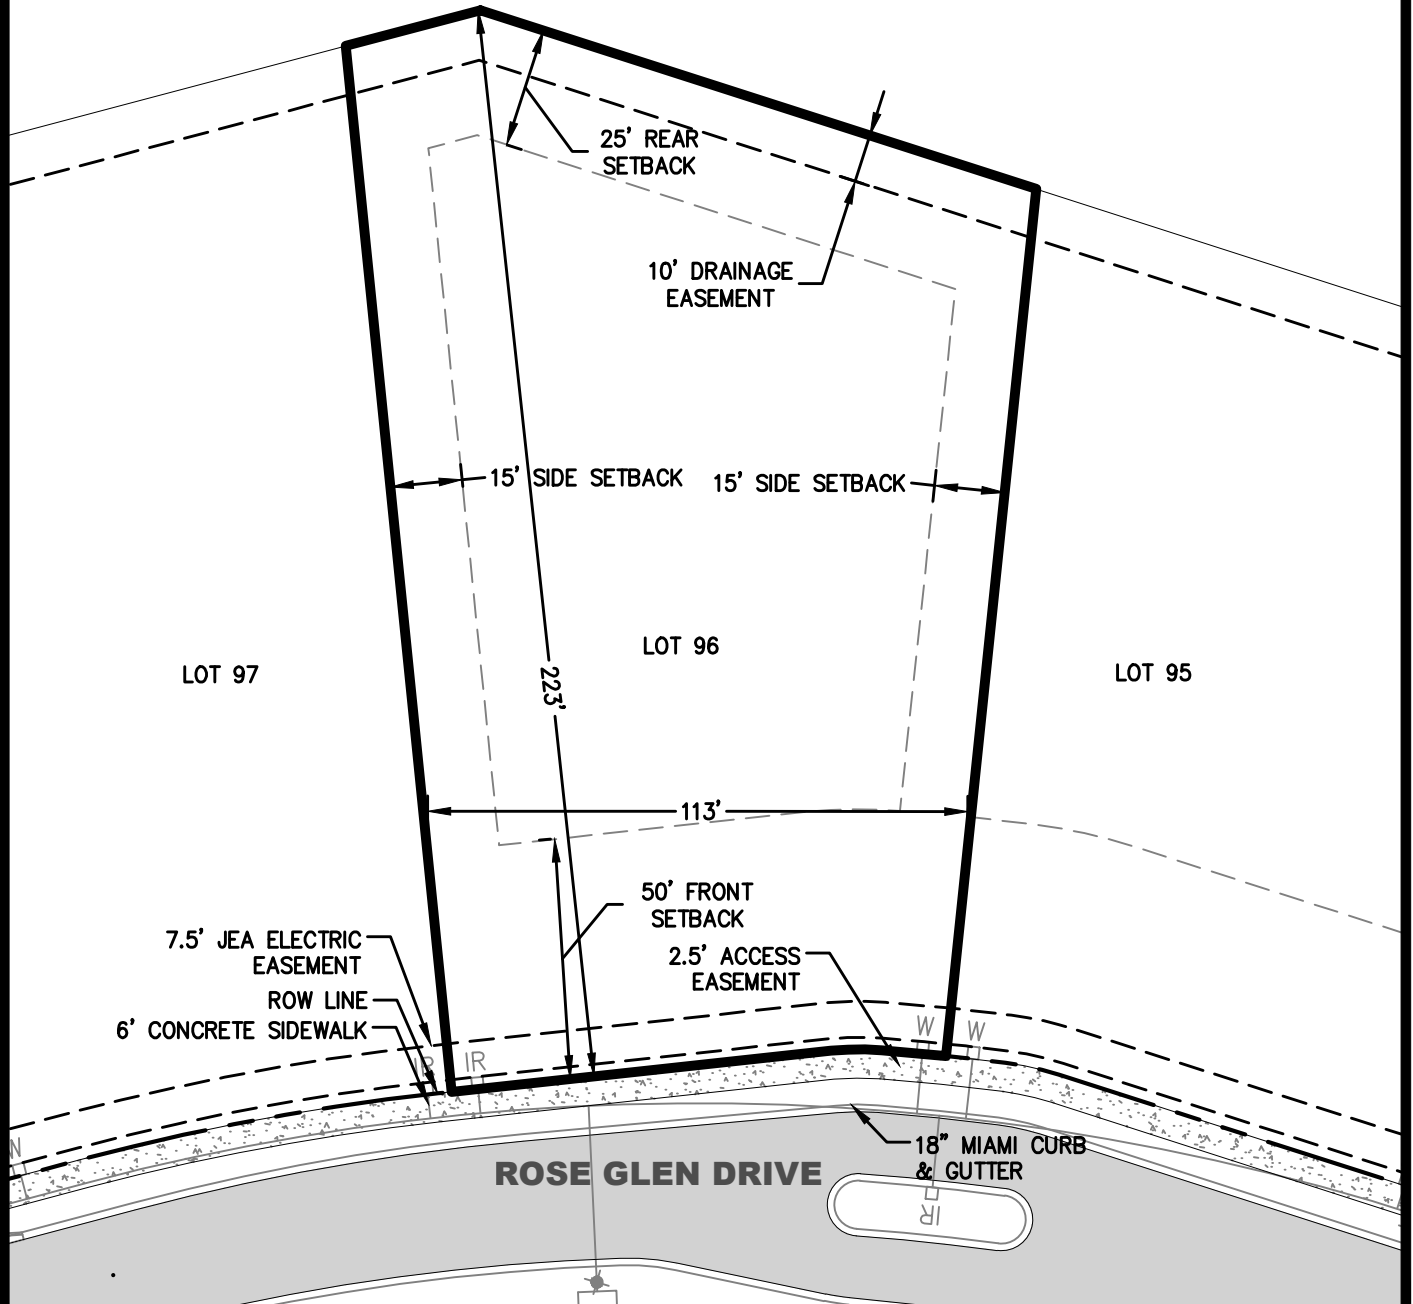 25' REAR
SETBACK
10' DRAINAGE
EASEMENT
15' SIDE SETBACK
15' SIDE SETBACK
LOT 96
LOT 97
LOT 95
223'
113'
50' FRONT
SETBACK
7.5' JEA ELECTRIC
EASEMENT
2.5' ACCESS
EASEMENT
ROW LINE
6' CONCRETE SIDEWALK
IR
IR
W
W
W
18" MIAMI CURB
& GUTTER
ROSE GLEN DRIVE
IR